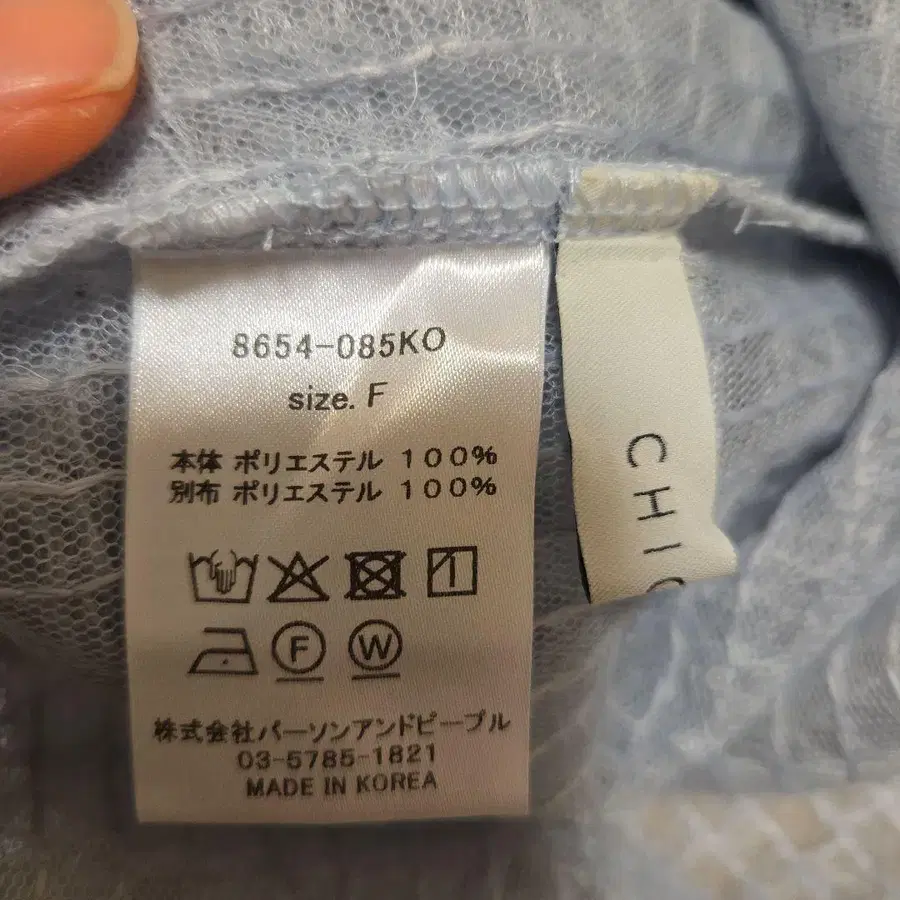 8654-085KO
size. F
本体 ポリエステル 100%
別布 ポリエステル 100%
F W
株式会社パーソンアンドピープル
03-5785-1821
MADE IN KOREA
CHI